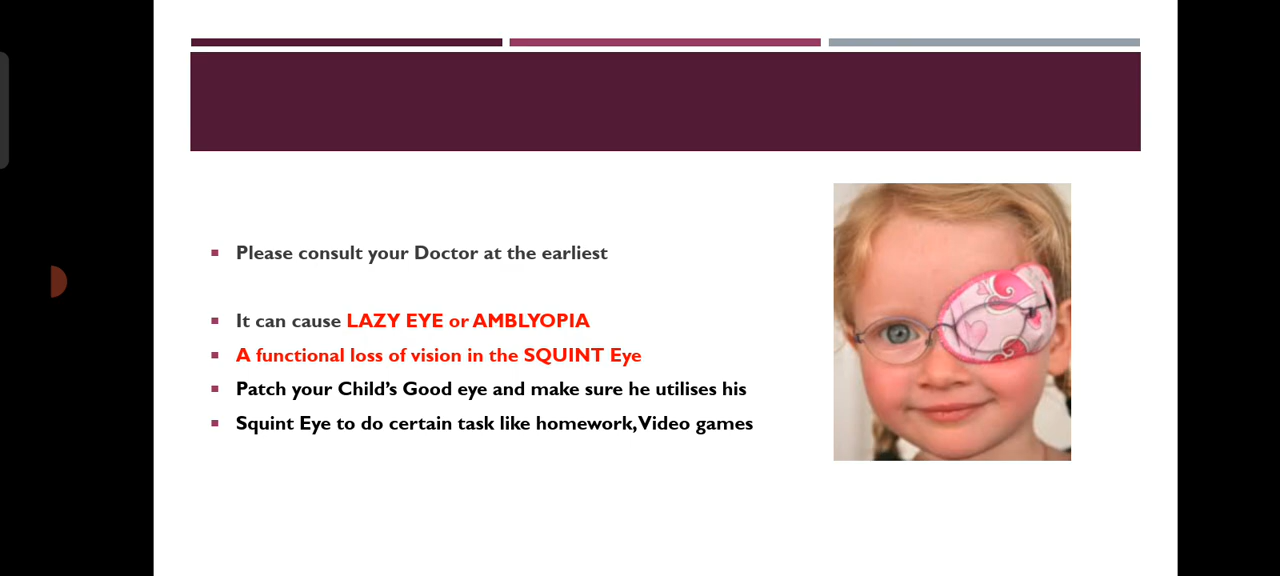 Please consult your Doctor at the earliest
It can cause LAZY EYE or AMBLYOPIA
A functional loss of vision in the SQUINT Eye
Patch your Child's Good eye and make sure he utilises his
Squint Eye to do certain task like homework,Video games